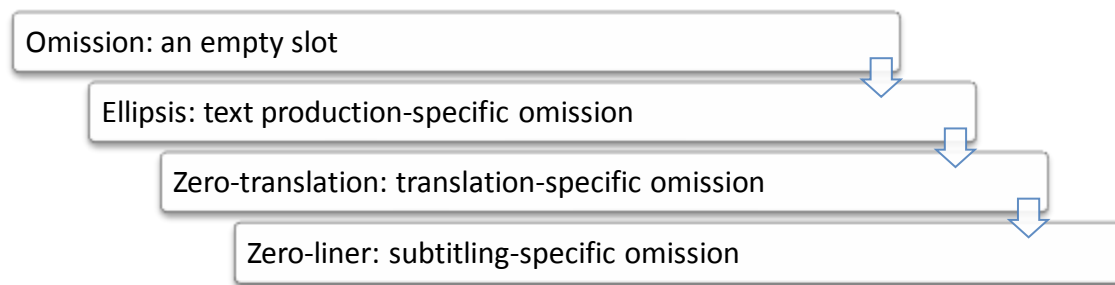 Omission: an empty slot
Ellipsis: text production-specific omission
Zero-translation: translation-specific omission
Zero-liner: subtitling-specific omission